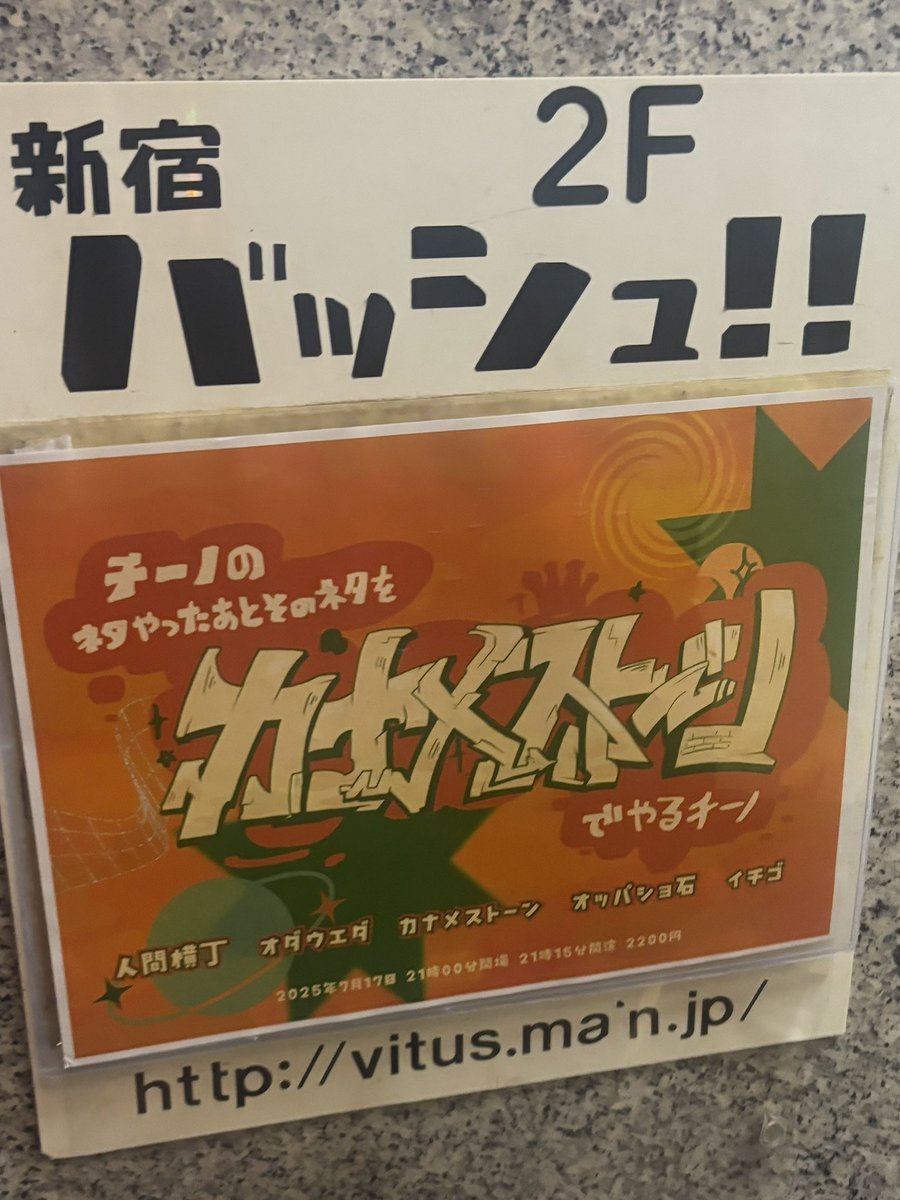 新宿 2F
バッシュ!!
チーノの
ネタやったあとそのネタを
カナメストーン
でやるチーノ
人間横丁 オダウエダ カナメストーン オッパショ石 イチゴ
2025年7月17日 21時00分開場 21時15分開演 2200円
http://vitus.main.jp/